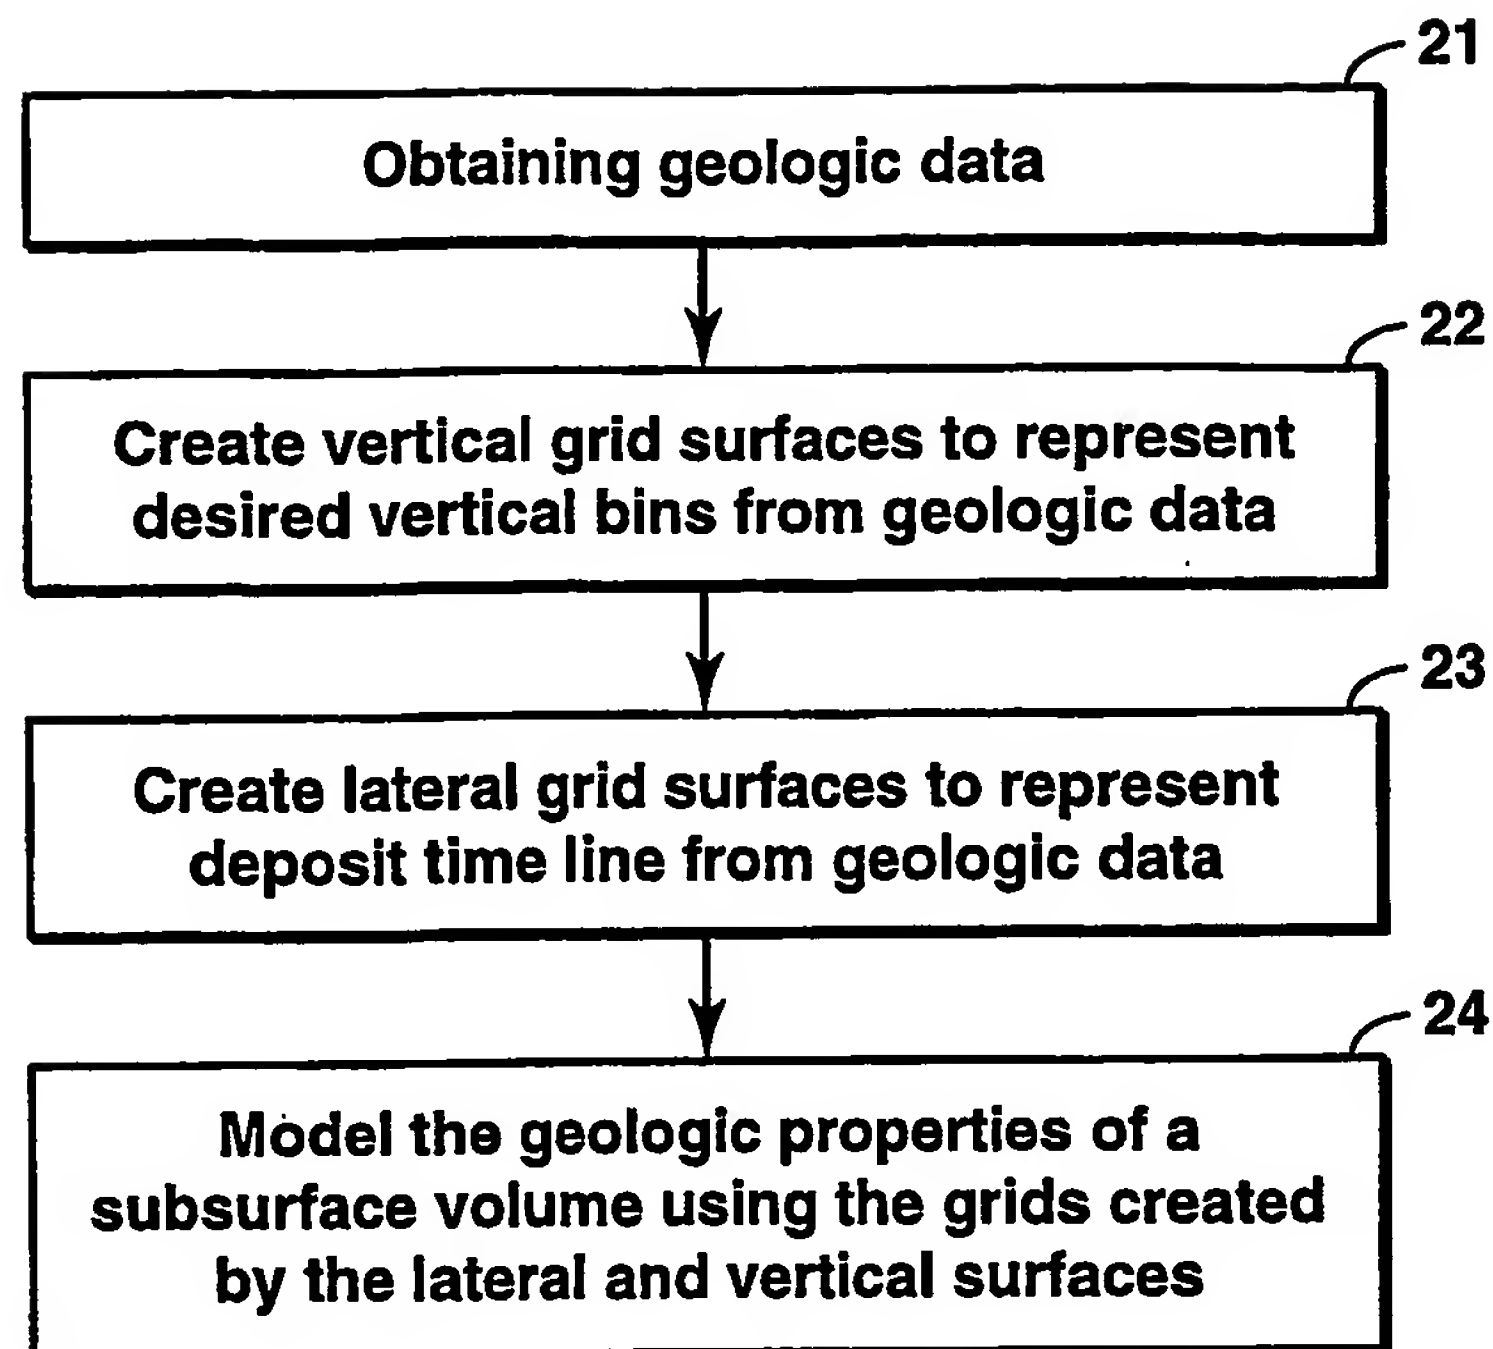 21
Obtaining geologic data
22
Create vertical grid surfaces to represent
desired vertical bins from geologic data
23
Create lateral grid surfaces to represent
deposit time line from geologic data
24
Model the geologic properties of a
subsurface volume using the grids created
by the lateral and vertical surfaces